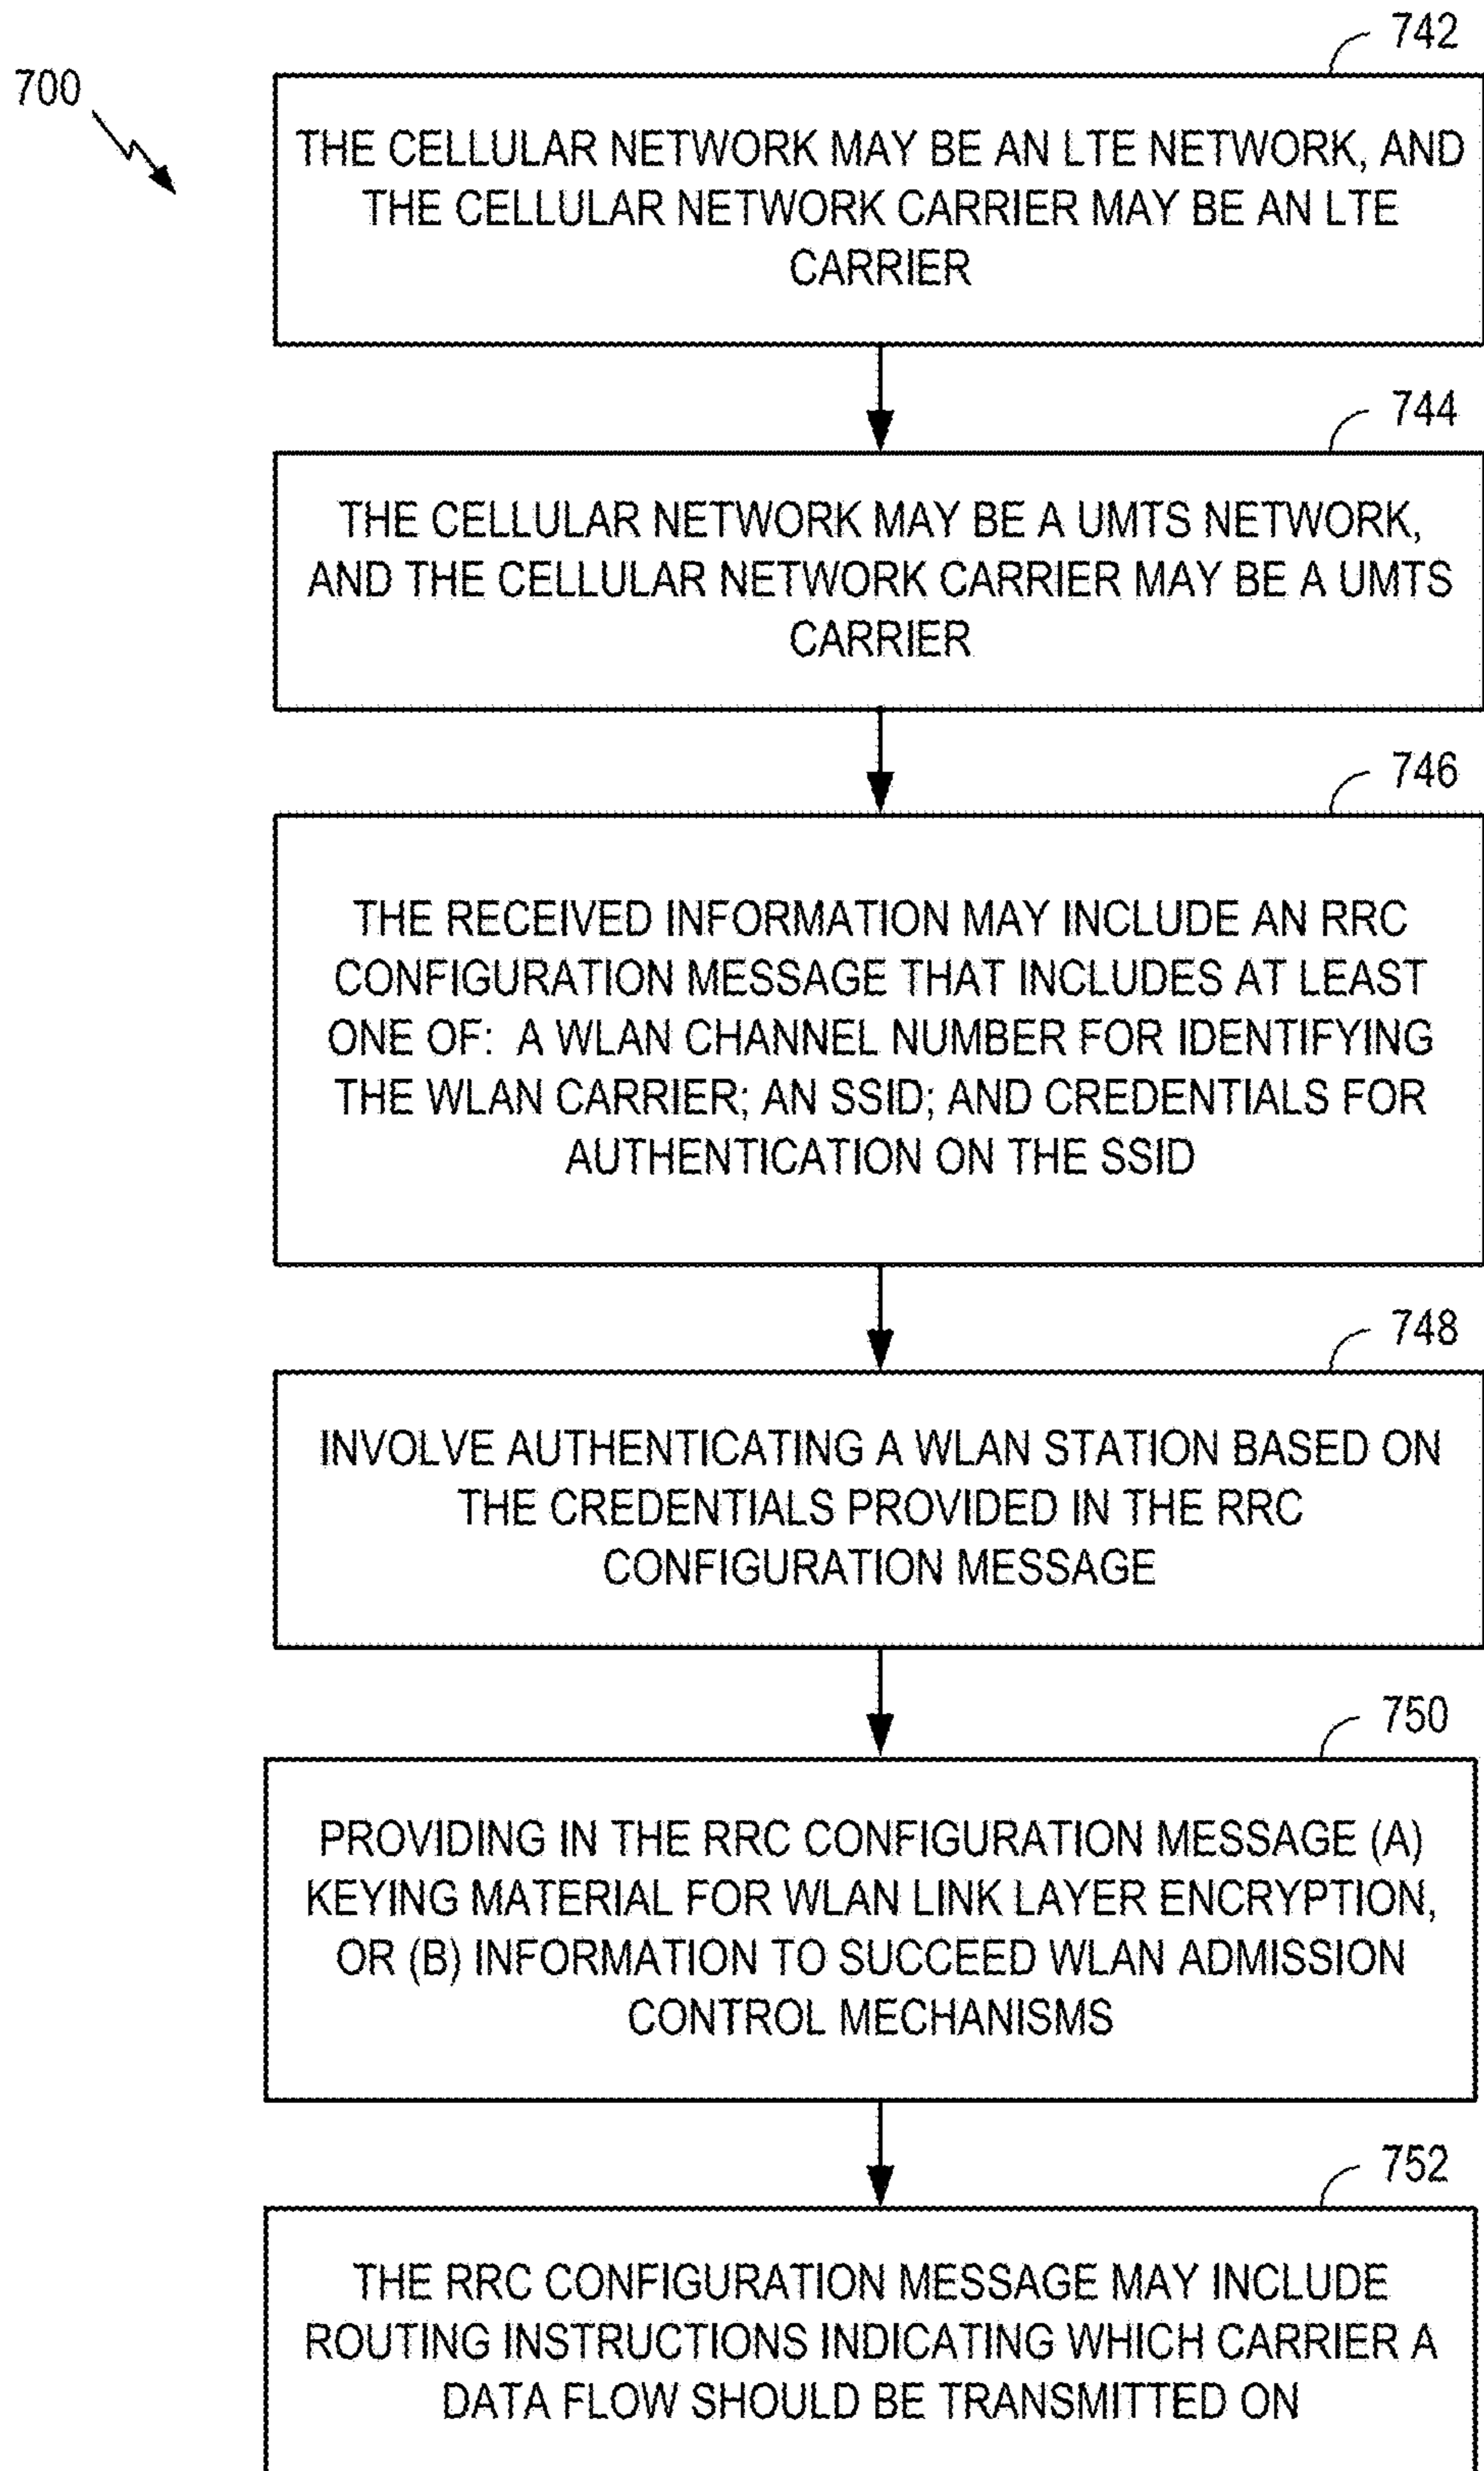 742
700
THE CELLULAR NETWORK MAY BE AN LTE NETWORK, AND
THE CELLULAR NETWORK CARRIER MAY BE AN LTE
CARRIER
744
THE CELLULAR NETWORK MAY BE A UMTS NETWORK,
AND THE CELLULAR NETWORK CARRIER MAY BE A UMTS
CARRIER
746
THE RECEIVED INFORMATION MAY INCLUDE AN RRC
CONFIGURATION MESSAGE THAT INCLUDES AT LEAST
ONE OF: A WLAN CHANNEL NUMBER FOR IDENTIFYING
THE WLAN CARRIER; AN SSID; AND CREDENTIALS FOR
AUTHENTICATION ON THE SSID
748
INVOLVE AUTHENTICATING A WLAN STATION BASED ON
THE CREDENTIALS PROVIDED IN THE RRC
CONFIGURATION MESSAGE
750
PROVIDING IN THE RRC CONFIGURATION MESSAGE (A)
KEYING MATERIAL FOR WLAN LINK LAYER ENCRYPTION,
OR (B) INFORMATION TO SUCCEED WLAN ADMISSION
CONTROL MECHANISMS
752
THE RRC CONFIGURATION MESSAGE MAY INCLUDE
ROUTING INSTRUCTIONS INDICATING WHICH CARRIER A
DATA FLOW SHOULD BE TRANSMITTED ON